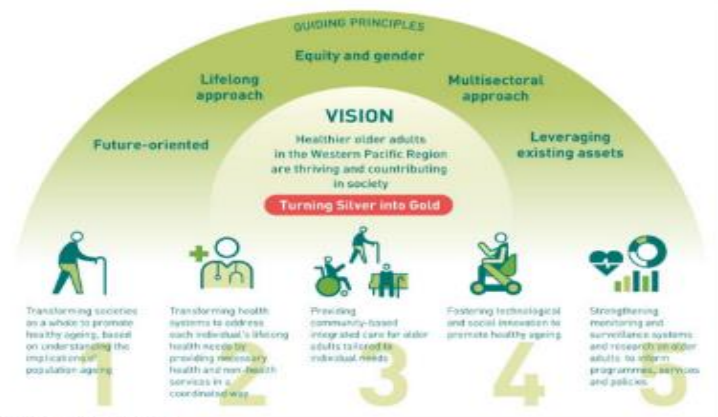 GUIDING PRINCIPLES
Equity and gender
Lifelong
approach
Multisectoral
approach
Future-oriented
Leveraging
existing assets
VISION
Healthier older adults
in the Western Pacific Region
are thriving and countributing
in society
Turning Silver into Gold
Transforming societies
as a whole to promote
healthy ageing, based
on understanding the
implications of
population ageing
1
Transforming health
systems to address
each individual's lifelong
health needs by
providing necessary
health and non-health
services in a
coordinated way
2
Providing
community-based
integrated care for older
adults tailored to
individual needs
3
Fostering technological
and social innovation to
promote healthy ageing
4
Strengthening
monitoring and
surveillance systems
and research on older
adults to inform
programmes, services
and policies.
5